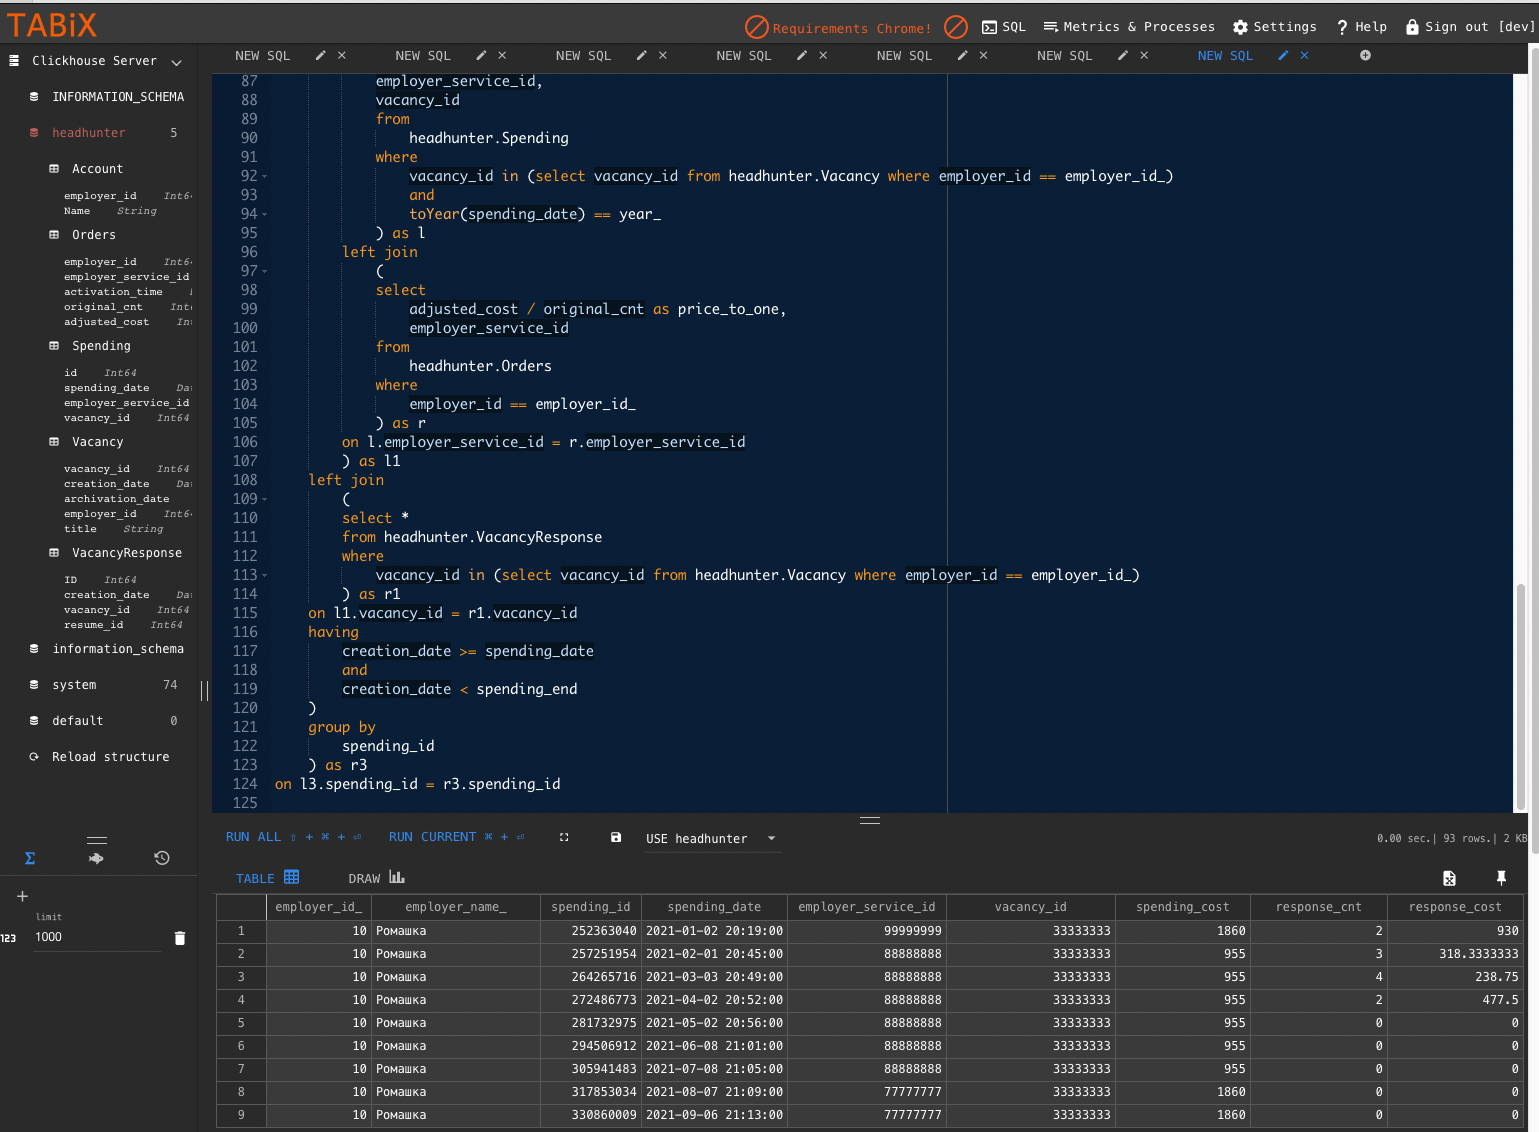 TABiX
Requirements Chrome!
SQL
Metrics & Processes
Settings
Help
Sign out [dev]
Clickhouse Server
INFORMATION_SCHEMA
headhunter 5
Account
employer_id Int6
Name String
Orders
employer_id Int6
employer_service_id
activation_time
original_cnt Int
adjusted_cost In
Spending
id Int64
spending_date Da
employer_service_id
vacancy_id Int64
Vacancy
vacancy_id Int64
creation_date Da
archivation_date
employer_id Int6
title String
VacancyResponse
ID Int64
creation_date Da
vacancy_id Int64
resume_id Int64
information_schema
system 74
default 0
Reload structure
limit
123 1000
NEW SQL NEW SQL NEW SQL NEW SQL NEW SQL NEW SQL NEW SQL
87 employer_service_id,
88 vacancy_id
89 from
90 headhunter.Spending
91 where
92 vacancy_id in (select vacancy_id from headhunter.Vacancy where employer_id == employer_id_)
93 and
94 toYear(spending_date) == year_
95 ) as l
96 left join
97 (
98 select
99 adjusted_cost / original_cnt as price_to_one,
100 employer_service_id
101 from
102 headhunter.Orders
103 where
104 employer_id == employer_id_
105 ) as r
106 on l.employer_service_id = r.employer_service_id
107 ) as l1
108 left join
109 (
110 select *
111 from headhunter.VacancyResponse
112 where
113 vacancy_id in (select vacancy_id from headhunter.Vacancy where employer_id == employer_id_)
114 ) as r1
115 on l1.vacancy_id = r1.vacancy_id
116 having
117 creation_date >= spending_date
118 and
119 creation_date < spending_end
120 )
121 group by
122 spending_id
123 ) as r3
124 on l3.spending_id = r3.spending_id
125
RUN ALL ⇧ + ⌘ + ⏎ RUN CURRENT ⌘ + ⏎ USE headhunter 0.00 sec.| 93 rows.| 2 KB
TABLE DRAW
employer_id_ employer_name_ spending_id spending_date employer_service_id vacancy_id spending_cost response_cnt response_cost
1 10 Ромашка 252363040 2021-01-02 20:19:00 99999999 33333333 1860 2 930
2 10 Ромашка 257251954 2021-02-01 20:45:00 88888888 33333333 955 3 318.3333333
3 10 Ромашка 264265716 2021-03-03 20:49:00 88888888 33333333 955 4 238.75
4 10 Ромашка 272486773 2021-04-02 20:52:00 88888888 33333333 955 2 477.5
5 10 Ромашка 281732975 2021-05-02 20:56:00 88888888 33333333 955 0 0
6 10 Ромашка 294506912 2021-06-08 21:01:00 88888888 33333333 955 0 0
7 10 Ромашка 305941483 2021-07-08 21:05:00 88888888 33333333 955 0 0
8 10 Ромашка 317853034 2021-08-07 21:09:00 77777777 33333333 1860 0 0
9 10 Ромашка 330860009 2021-09-06 21:13:00 77777777 33333333 1860 0 0